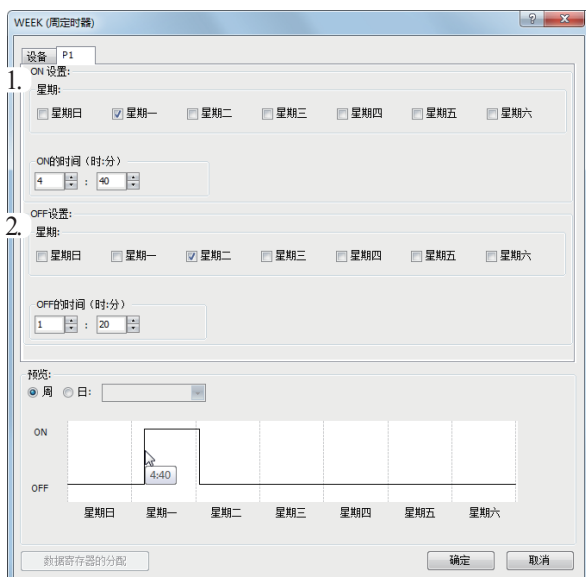 WEEK (周定时器)
设备 P1
1. ON 设置:
星期:
星期日 星期一 星期二 星期三 星期四 星期五 星期六
ON的时间（时:分）
4 : 40
2. OFF设置:
星期:
星期日 星期一 星期二 星期三 星期四 星期五 星期六
OFF的时间（时:分）
1 : 20
预览:
周 日:
ON
4:40
OFF
星期日 星期一 星期二 星期三 星期四 星期五 星期六
数据寄存器的分配 确定 取消